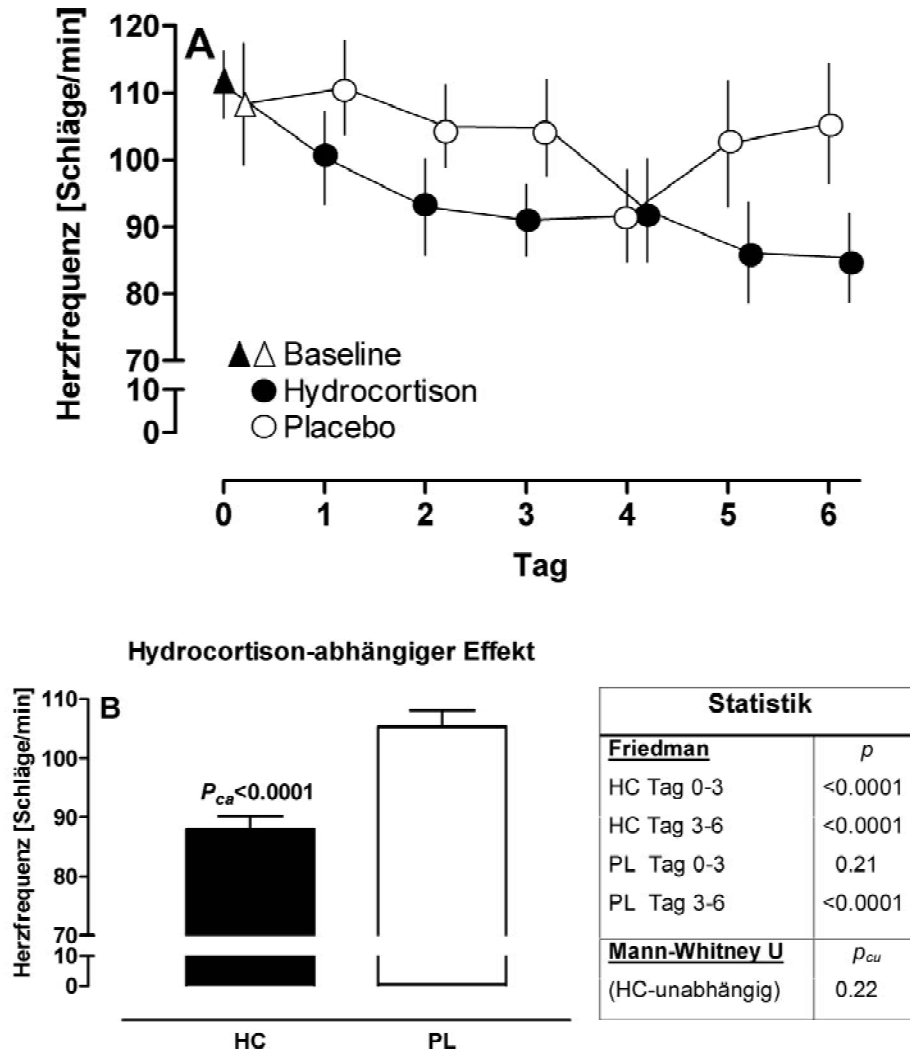 A
Herzfrequenz [Schläge/min]
120
110
100
90
80
70
10
0
Baseline
Hydrocortison
Placebo
0 1 2 3 4 5 6
Tag
Hydrocortison-abhängiger Effekt
B
Herzfrequenz [Schläge/min]
110
100
90
80
70
10
0
Pca<0.0001
HC PL
Statistik
Friedman p
HC Tag 0-3 <0.0001
HC Tag 3-6 <0.0001
PL Tag 0-3 0.21
PL Tag 3-6 <0.0001
Mann-Whitney U pcu
(HC-unabhängig) 0.22